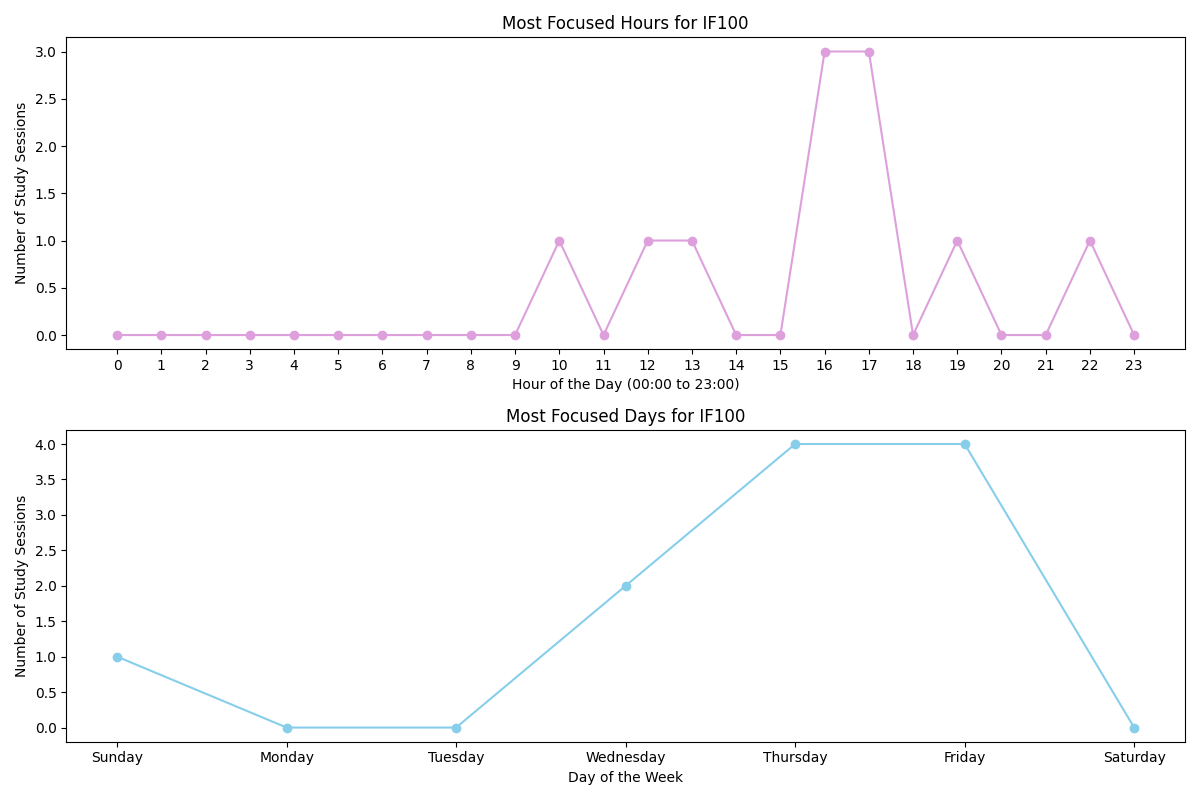 Most Focused Hours for IF100
Number of Study Sessions
3.0
2.5
2.0
1.5
1.0
0.5
0.0
0 1 2 3 4 5 6 7 8 9 10 11 12 13 14 15 16 17 18 19 20 21 22 23
Hour of the Day (00:00 to 23:00)
Most Focused Days for IF100
Number of Study Sessions
4.0
3.5
3.0
2.5
2.0
1.5
1.0
0.5
0.0
Sunday Monday Tuesday Wednesday Thursday Friday Saturday
Day of the Week